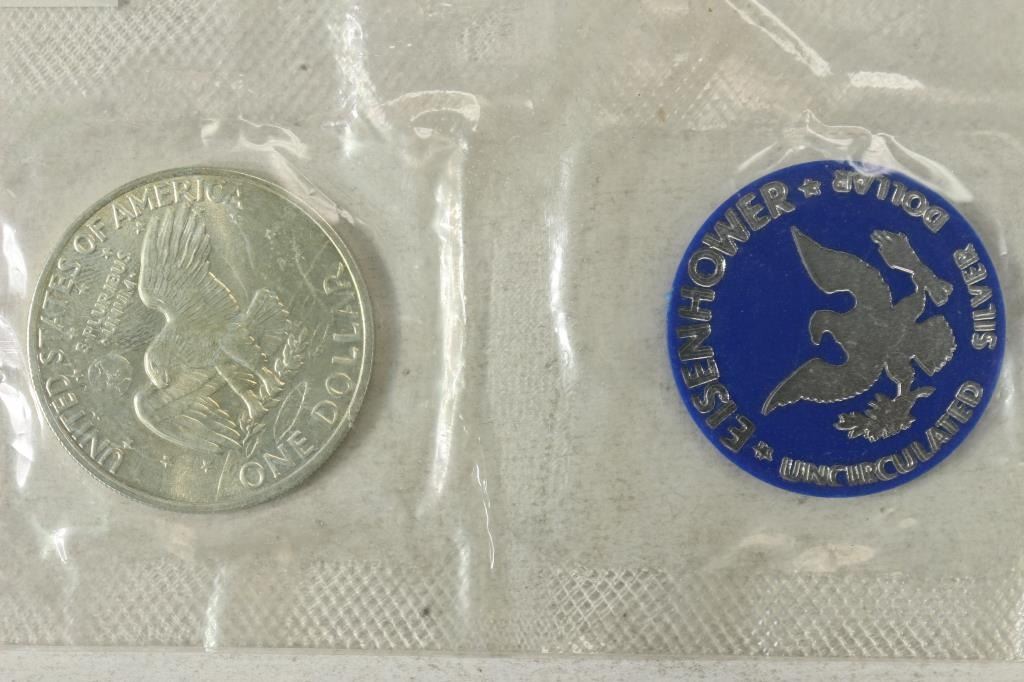 UNITED STATES OF AMERICA
E PLURIBUS
UNUM
ONE DOLLAR
EISENHOWER
UNCIRCULATED SILVER DOLLAR